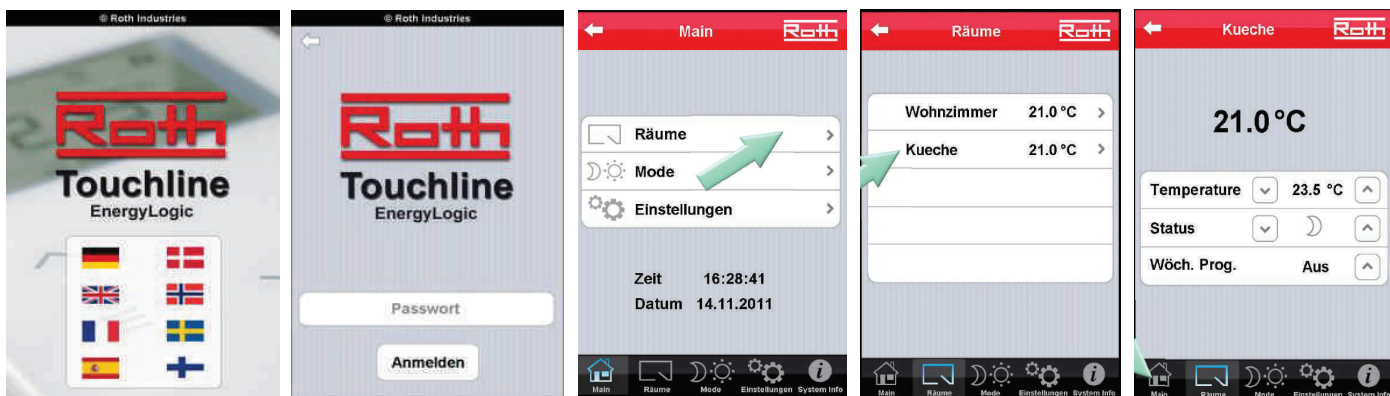 © Roth Industries
Roth
Touchline
EnergyLogic
© Roth Industries
Roth
Touchline
EnergyLogic
Passwort
Anmelden
Main
Roth
Räume
Mode
Einstellungen
Zeit 16:28:41
Datum 14.11.2011
Main Räume Mode Einstellungen System Info
Räume
Roth
Wohnzimmer 21.0 °C
Kueche 21.0 °C
Main Räume Mode Einstellungen System Info
Kueche
Roth
21.0 °C
Temperature 23.5 °C
Status
Wöch. Prog. Aus
Main Räume Mode Einstellungen System Info